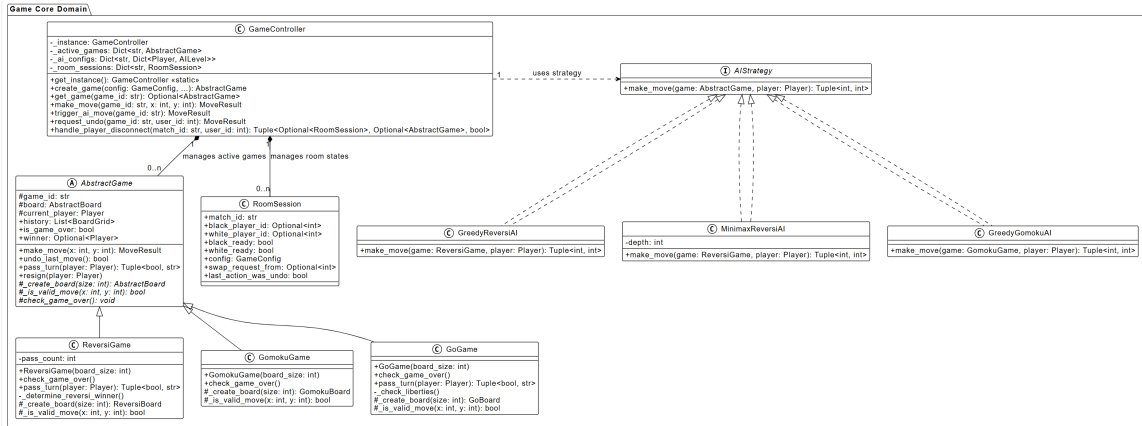 Game Core Domain
C GameController
-_instance: GameController
-_active_games: Dict<str, AbstractGame>
-_ai_configs: Dict<str, Dict<Player, AILevel>>
-_room_sessions: Dict<str, RoomSession>
+get_instance(): GameController «static»
+create_game(config: GameConfig, ...): AbstractGame
+get_game(game_id: str): Optional<AbstractGame>
+make_move(game_id: str, x: int, y: int): MoveResult
+trigger_ai_move(game_id: str): MoveResult
+request_undo(game_id: str, user_id: int): MoveResult
+handle_player_disconnect(match_id: str, user_id: int): Tuple<Optional<RoomSession>, Optional<AbstractGame>, bool>
1
uses strategy
I AIStrategy
+make_move(game: AbstractGame, player: Player): Tuple<int, int>
1
1
manages active games
manages room states
0..n
0..n
A AbstractGame
#game_id: str
#board: AbstractBoard
#current_player: Player
+history: List<BoardGrid>
+is_game_over: bool
+winner: Optional<Player>
+make_move(x: int, y: int): MoveResult
+undo_last_move(): bool
+pass_turn(player: Player): Tuple<bool, str>
+resign(player: Player)
#_create_board(size: int): AbstractBoard
#_is_valid_move(x: int, y: int): bool
#check_game_over(): void
C RoomSession
+match_id: str
+black_player_id: Optional<int>
+white_player_id: Optional<int>
+black_ready: bool
+white_ready: bool
+config: GameConfig
+swap_request_from: Optional<int>
+last_action_was_undo: bool
C GreedyReversiAI
+make_move(game: ReversiGame, player: Player): Tuple<int, int>
C MinimaxReversiAI
-depth: int
+make_move(game: ReversiGame, player: Player): Tuple<int, int>
C GreedyGomokuAI
+make_move(game: GomokuGame, player: Player): Tuple<int, int>
C ReversiGame
-pass_count: int
+ReversiGame(board_size: int)
+check_game_over()
+pass_turn(player: Player): Tuple<bool, str>
-_determine_reversi_winner()
#_create_board(size: int): ReversiBoard
#_is_valid_move(x: int, y: int): bool
C GomokuGame
+GomokuGame(board_size: int)
+check_game_over()
#_create_board(size: int): GomokuBoard
#_is_valid_move(x: int, y: int): bool
C GoGame
+GoGame(board_size: int)
+check_game_over()
+pass_turn(player: Player): Tuple<bool, str>
-_check_liberties()
#_create_board(size: int): GoBoard
#_is_valid_move(x: int, y: int): bool